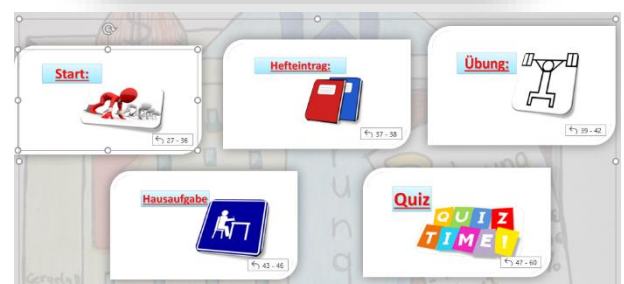 Start:
27 - 36
Hefteintrag:
37 - 38
Übung:
39 - 42
Hausaufgabe
43 - 46
Quiz
QUIZ
TIME!
47 - 60